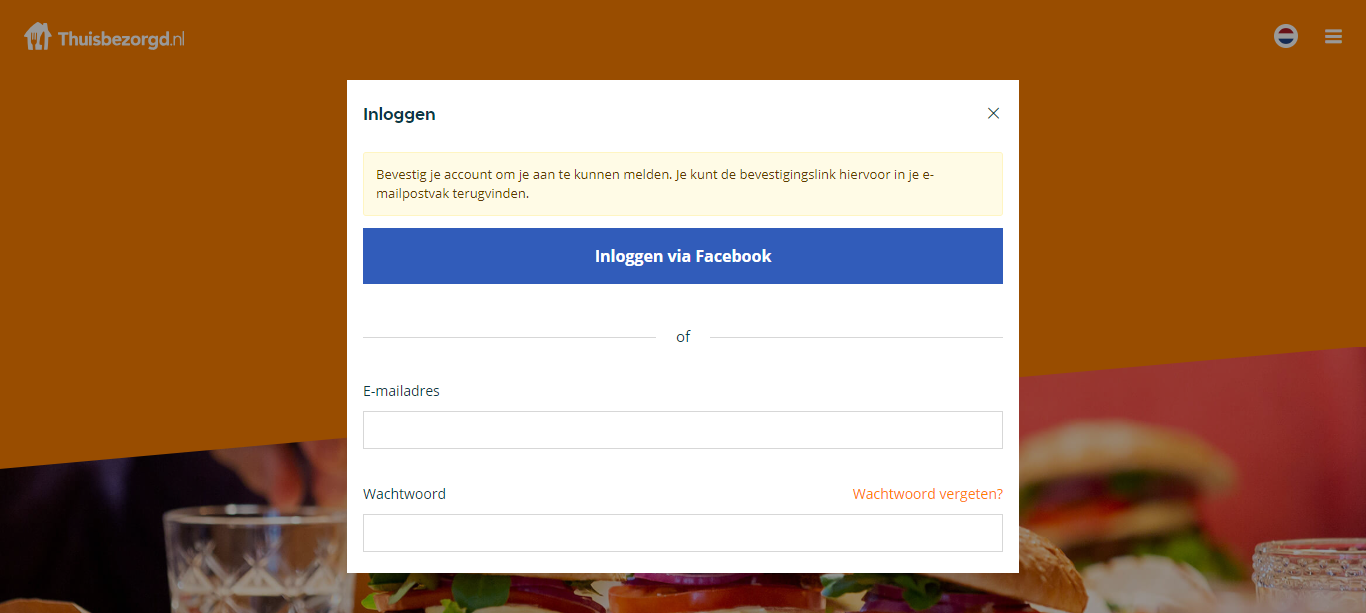 Thuisbezorgd.nl
Inloggen
Bevestig je account om je aan te kunnen melden. Je kunt de bevestigingslink hiervoor in je e-
mailpostvak terugvinden.
Inloggen via Facebook
of
E-mailadres
Wachtwoord
Wachtwoord vergeten?